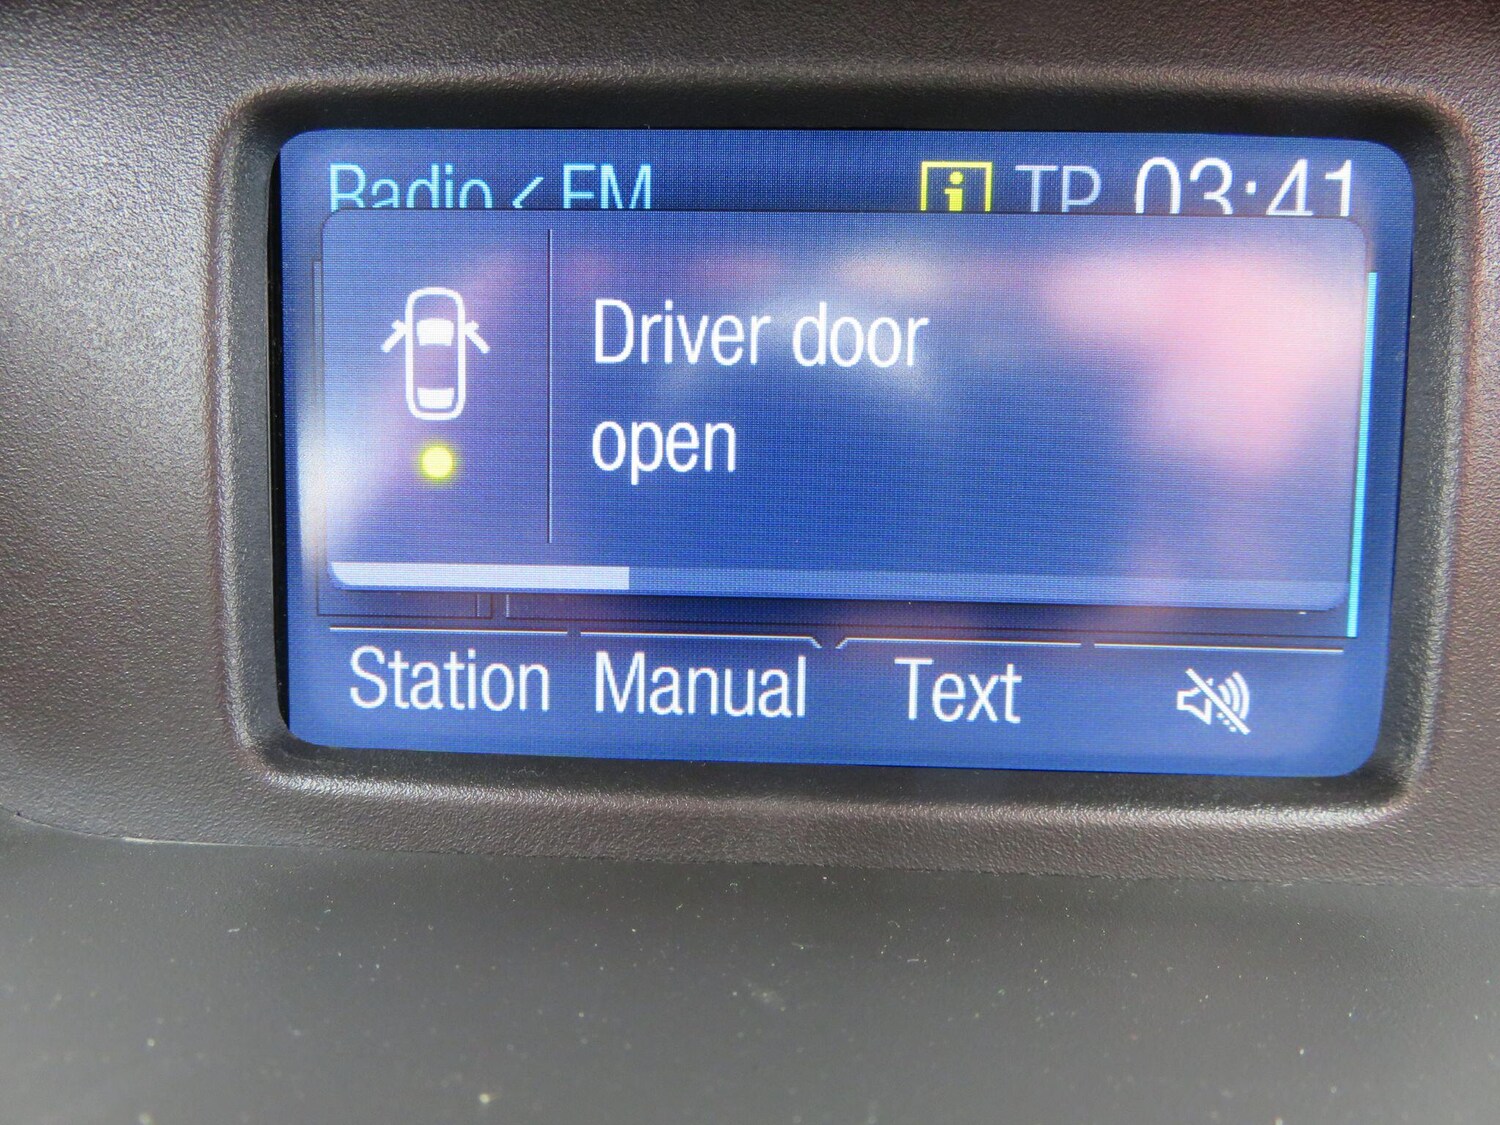 Radio < FM i TP 03:41
Driver door
open
Station Manual Text